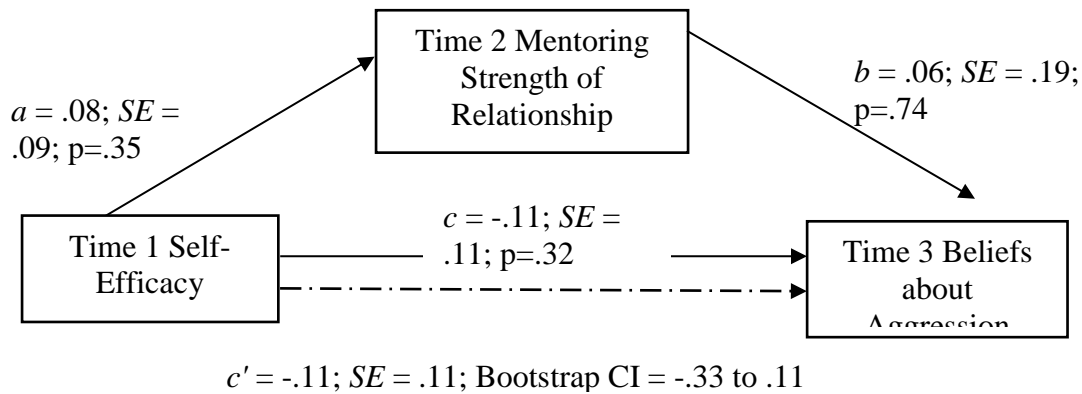 Time 2 Mentoring
Strength of
Relationship
a = .08; SE =
.09; p=.35
b = .06; SE = .19;
p=.74
Time 1 Self-
Efficacy
c = -.11; SE =
.11; p=.32
Time 3 Beliefs
about
Aggression
c' = -.11; SE = .11; Bootstrap CI = -.33 to .11